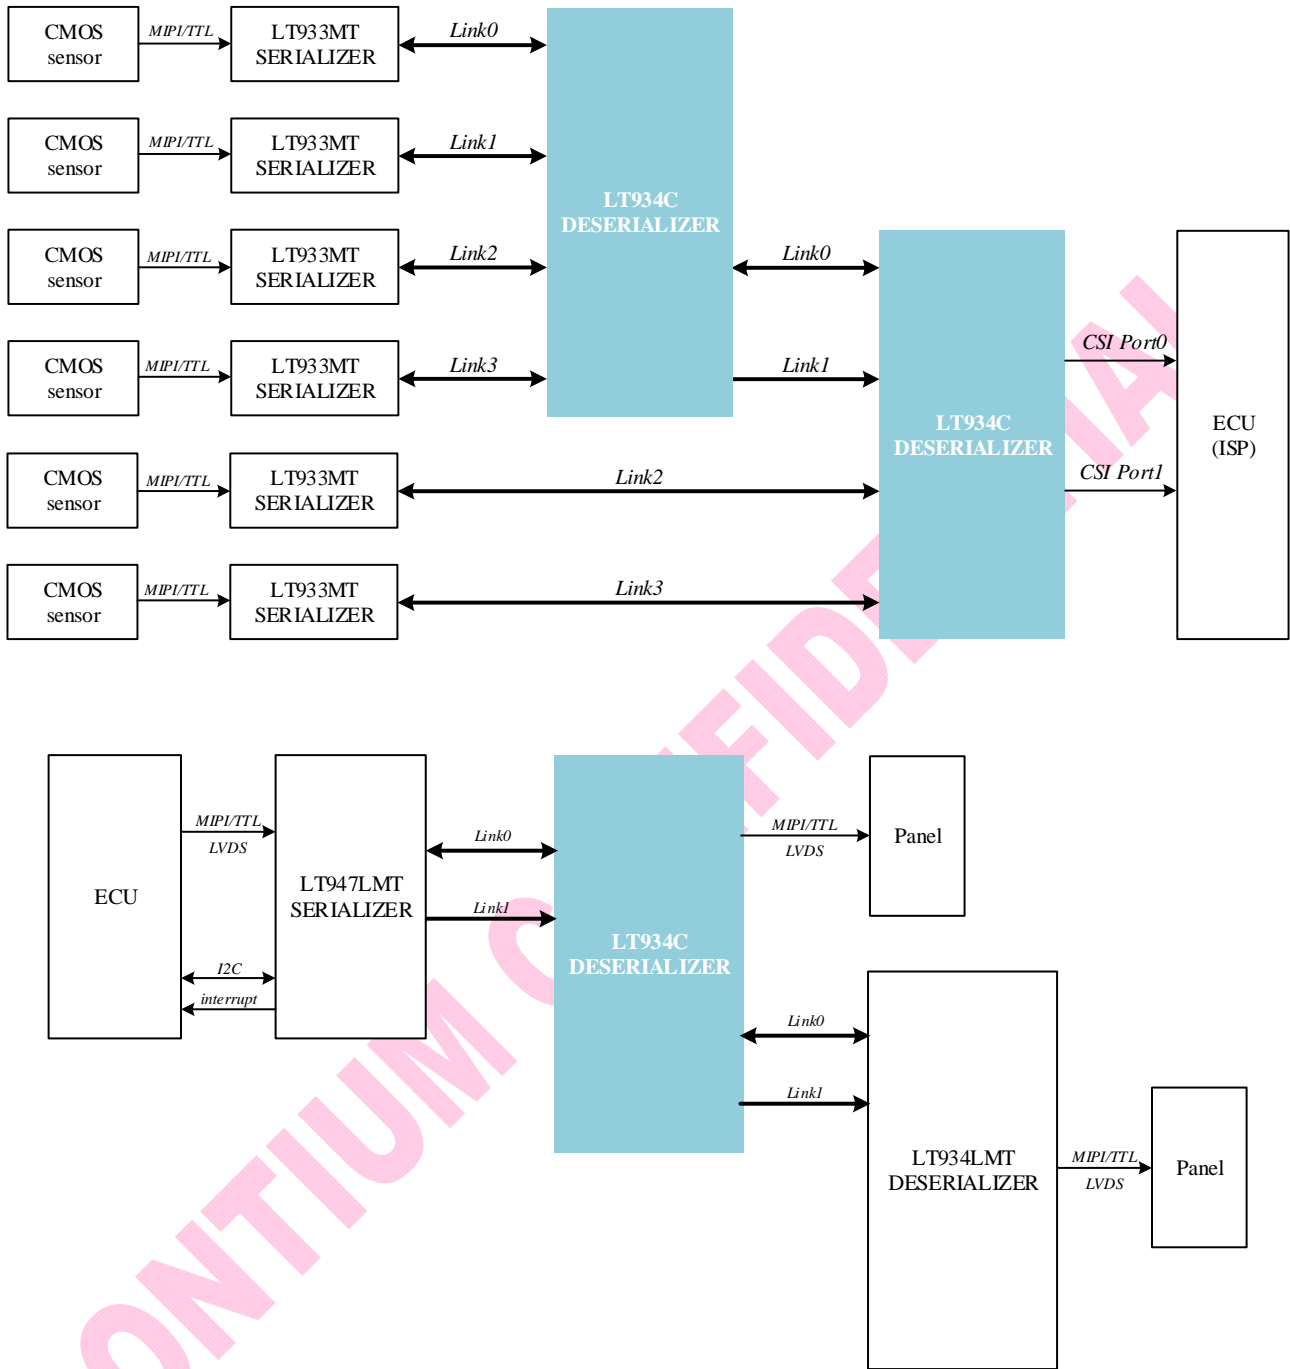 CMOS
sensor
MIPI/TTL
LT933MT
SERIALIZER
Link0
CMOS
sensor
MIPI/TTL
LT933MT
SERIALIZER
Link1
LT934C
DESERIALIZER
CMOS
sensor
MIPI/TTL
LT933MT
SERIALIZER
Link2
Link0
CMOS
sensor
MIPI/TTL
LT933MT
SERIALIZER
Link3
Link1
LT934C
DESERIALIZER
CSI Port0
CSI Port1
ECU
(ISP)
CMOS
sensor
MIPI/TTL
LT933MT
SERIALIZER
Link2
CMOS
sensor
MIPI/TTL
LT933MT
SERIALIZER
Link3
ECU
MIPI/TTL
LVDS
I2C
interrupt
LT947LMT
SERIALIZER
Link0
Link1
LT934C
DESERIALIZER
MIPI/TTL
LVDS
Panel
Link0
Link1
LT934LMT
DESERIALIZER
MIPI/TTL
LVDS
Panel